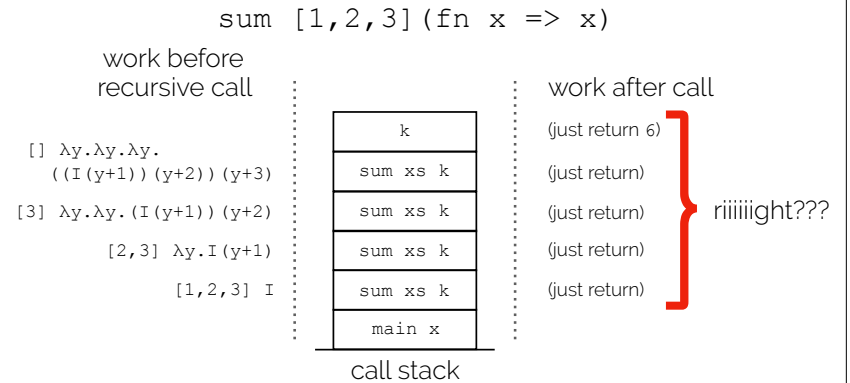 sum [1,2,3](fn x => x)
work before
recursive call
work after call
[] λy.λy.λy.
((I(y+1))(y+2))(y+3)
[3] λy.λy.(I(y+1))(y+2)
[2,3] λy.I(y+1)
[1,2,3] I
k
sum xs k
sum xs k
sum xs k
sum xs k
main x
call stack
(just return 6)
(just return)
(just return)
(just return)
(just return)
riiiiiight???